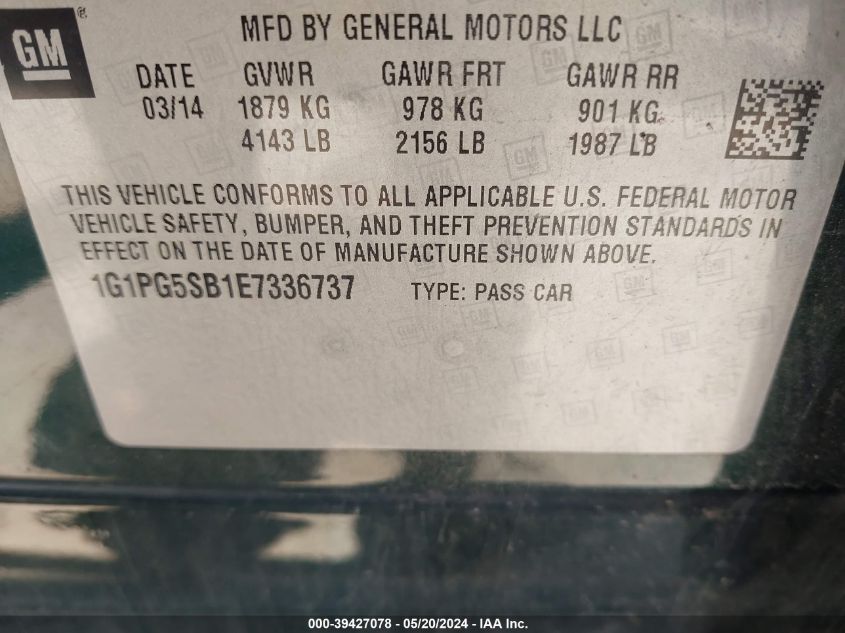 GM®
MFD BY GENERAL MOTORS LLC
DATE GVWR GAWR FRT GAWR RR
03/14 1879 KG 978 KG 901 KG
4143 LB 2156 LB 1987 LB
THIS VEHICLE CONFORMS TO ALL APPLICABLE U.S. FEDERAL MOTOR
VEHICLE SAFETY, BUMPER, AND THEFT PREVENTION STANDARDS IN
EFFECT ON THE DATE OF MANUFACTURE SHOWN ABOVE.
1G1PG5SB1E7336737 TYPE: PASS CAR
000-39427078 - 05/20/2024 - IAA Inc.